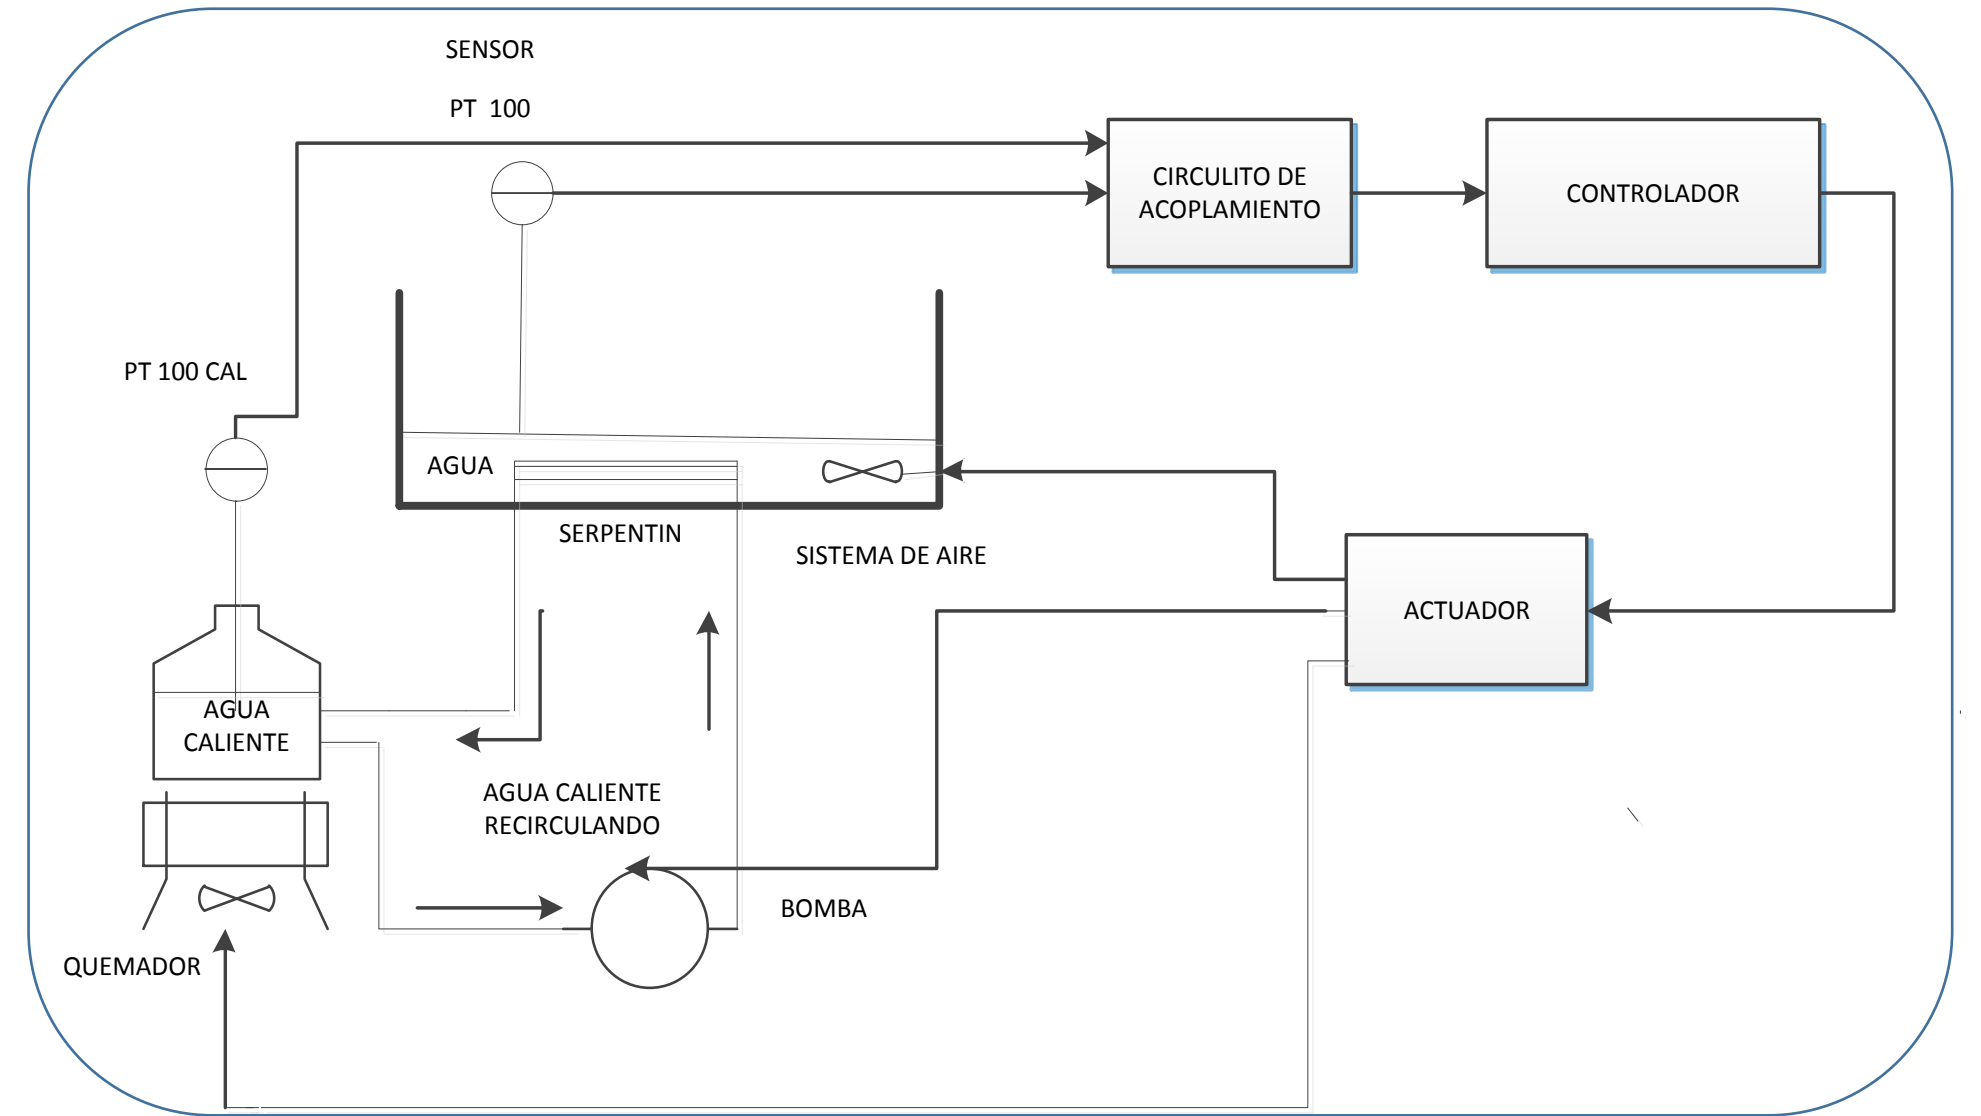 SENSOR
PT 100
CIRCULITO DE
ACOPLAMIENTO
CONTROLADOR
PT 100 CAL
AGUA
SERPENTIN
SISTEMA DE AIRE
ACTUADOR
AGUA
CALIENTE
AGUA CALIENTE
RECIRCULANDO
BOMBA
QUEMADOR